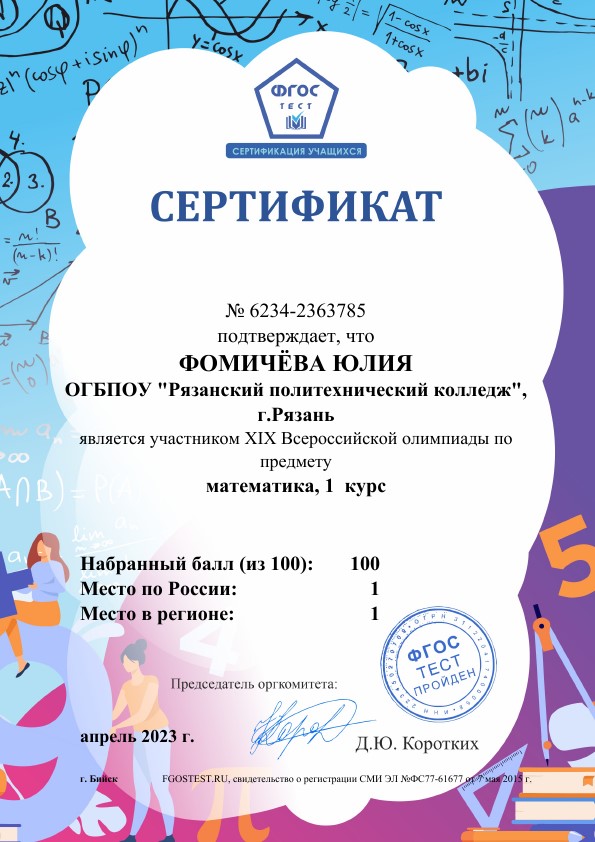 ФГОС
ТЕСТ
СЕРТИФИКАЦИЯ УЧАЩИХСЯ
СЕРТИФИКАТ
№ 6234-2363785
подтверждает, что
ФОМИЧЁВА ЮЛИЯ
ОГБПОУ "Рязанский политехнический колледж",
г.Рязань
является участником XIX Всероссийской олимпиады по
предмету
математика, 1 курс
Набранный балл (из 100): 100
Место по России: 1
Место в регионе: 1
ФГОС
ТЕСТ
ПРОЙДЕН
Председатель оргкомитета:
апрель 2023 г.
Д.Ю. Коротких
г. Бийск FGOSTEST.RU, свидетельство о регистрации СМИ ЭЛ №ФС77-61677 от 7 мая 2015 г.